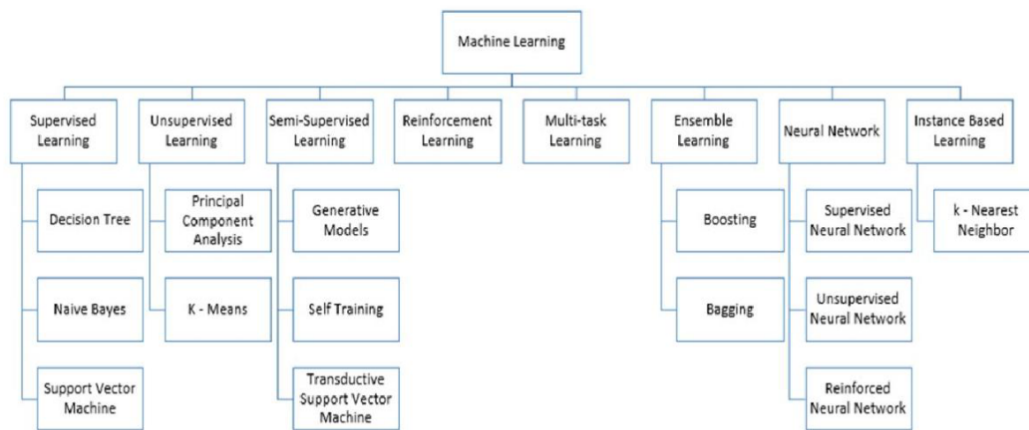 Machine Learning
Supervised
Learning
Unsupervised
Learning
Semi-Supervised
Learning
Reinforcement
Learning
Multi-task
Learning
Ensemble
Learning
Neural Network
Instance Based
Learning
Decision Tree
Principal
Component
Analysis
Generative
Models
Boosting
Supervised
Neural Network
k - Nearest
Neighbor
Naive Bayes
K - Means
Self Training
Bagging
Unsupervised
Neural Network
Support Vector
Machine
Transductive
Support Vector
Machine
Reinforced
Neural Network